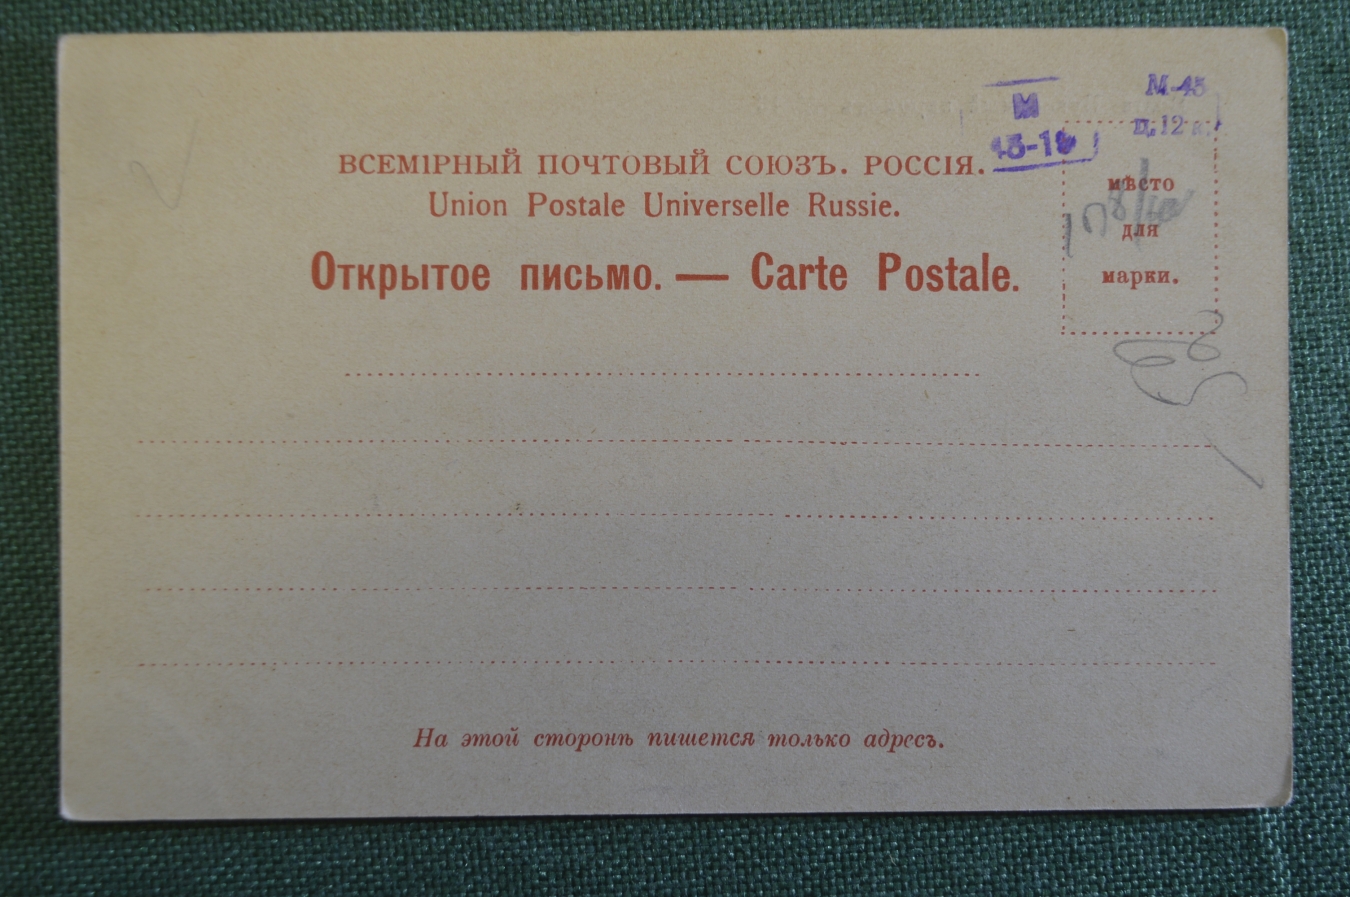 М-45
М
ц.12 к.
45-1
ВСЕМІРНЫЙ ПОЧТОВЫЙ СОЮЗЪ. РОССІЯ.
Union Postale Universelle Russie.
Открытое письмо. — Carte Postale.
мѣсто
для
марки.
На этой сторонѣ пишется только адресъ.